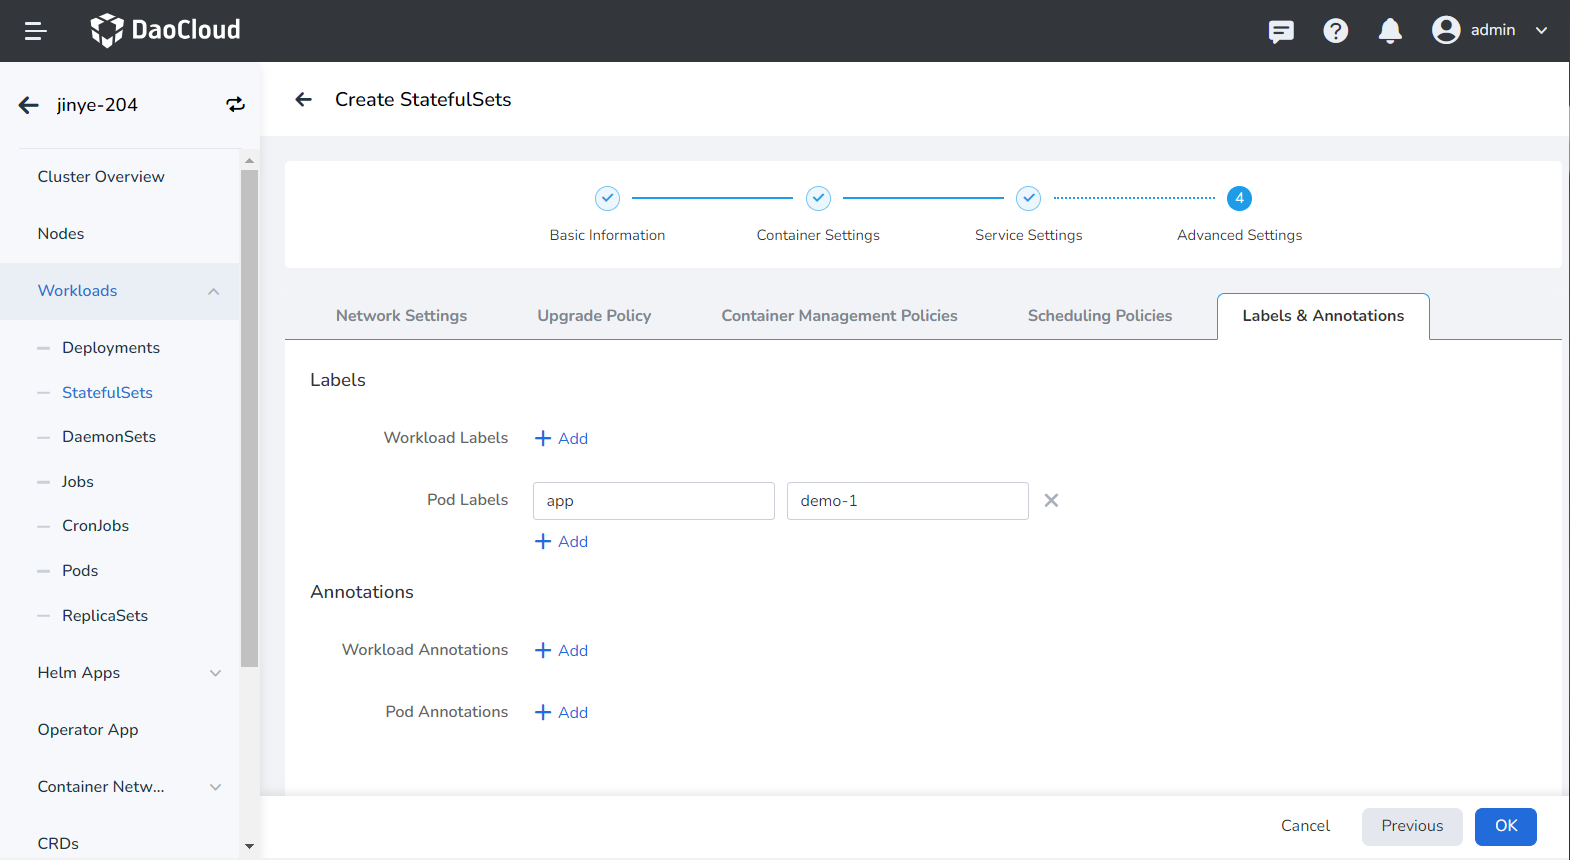 DaoCloud
admin
jinye-204
Cluster Overview
Nodes
Workloads
Deployments
StatefulSets
DaemonSets
Jobs
CronJobs
Pods
ReplicaSets
Helm Apps
Operator App
Container Netw...
CRDs
Create StatefulSets
Basic Information
Container Settings
Service Settings
4
Advanced Settings
Network Settings
Upgrade Policy
Container Management Policies
Scheduling Policies
Labels & Annotations
Labels
Workload Labels + Add
Pod Labels app demo-1
+ Add
Annotations
Workload Annotations + Add
Pod Annotations + Add
Cancel Previous OK